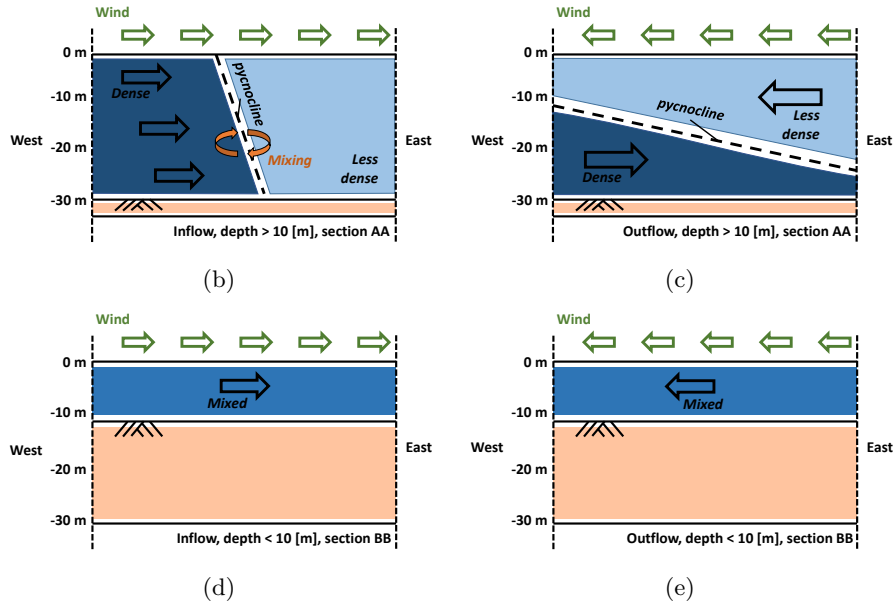 Wind
0 m
-10 m
-20 m
-30 m
West
East
Dense
pycnocline
Mixing
Less
dense
Inflow, depth > 10 [m], section AA
(b)
Wind
0 m
-10 m
-20 m
-30 m
West
East
pycnocline
Less
dense
Dense
Outflow, depth > 10 [m], section AA
(c)
Wind
0 m
-10 m
-20 m
-30 m
West
East
Mixed
Inflow, depth < 10 [m], section BB
(d)
Wind
0 m
-10 m
-20 m
-30 m
West
East
Mixed
Outflow, depth < 10 [m], section BB
(e)